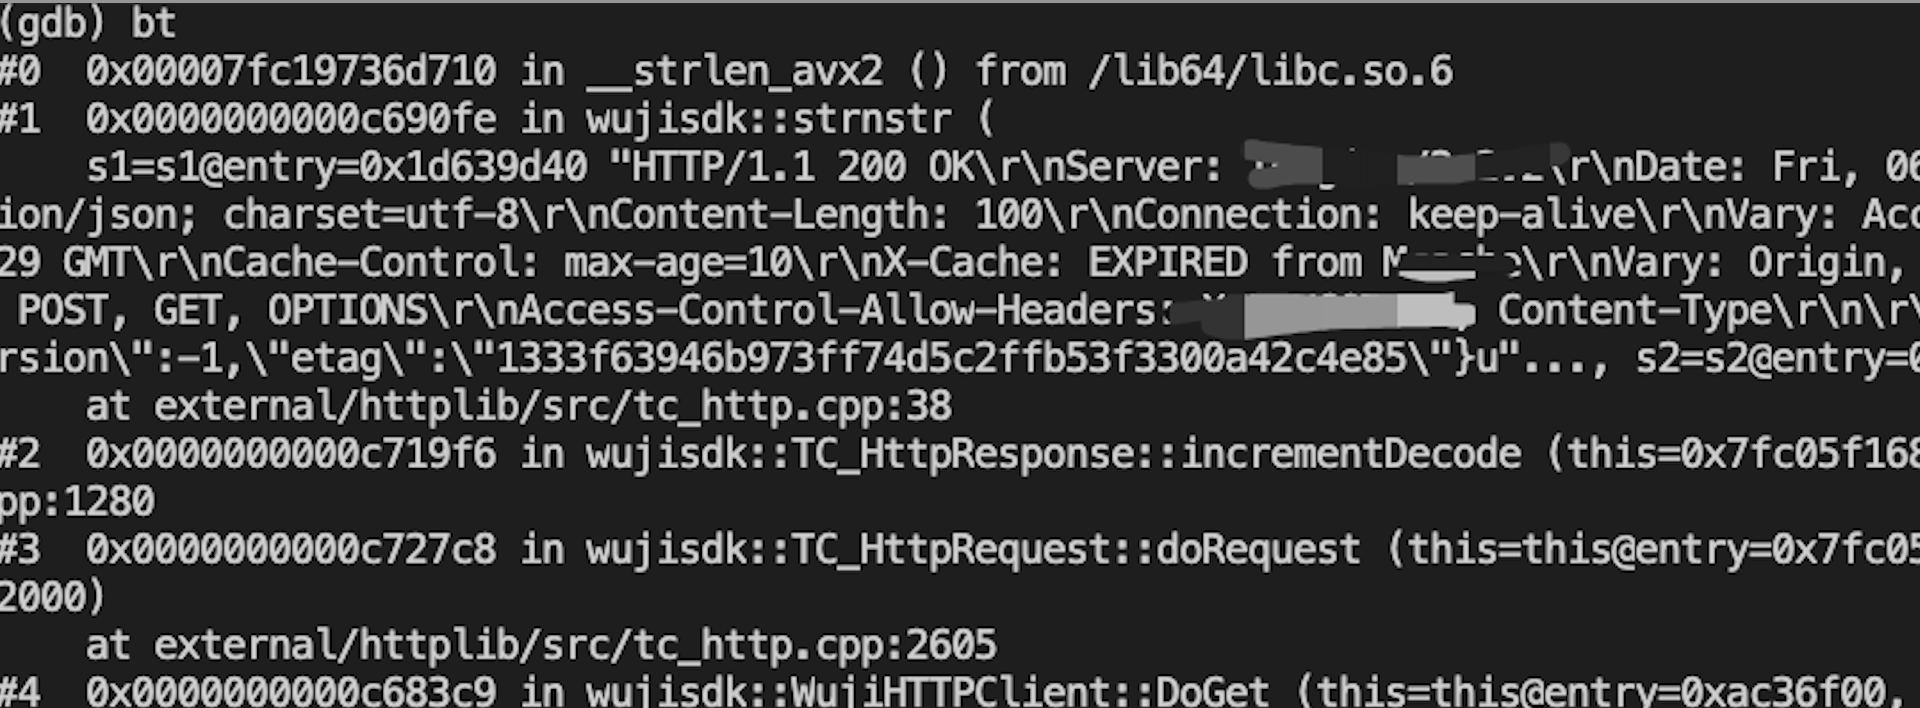 (gdb) bt
#0  0x00007fc19736d710 in __strlen_avx2 () from /lib64/libc.so.6
#1  0x0000000000c690fe in wujisdk::strnstr (
    s1=s1@entry=0x1d639d40 "HTTP/1.1 200 OK\r\nServer: \r\nDate: Fri, 06
ion/json; charset=utf-8\r\nContent-Length: 100\r\nConnection: keep-alive\r\nVary: Acc
29 GMT\r\nCache-Control: max-age=10\r\nX-Cache: EXPIRED from \r\nVary: Origin,
 POST, GET, OPTIONS\r\nAccess-Control-Allow-Headers: Content-Type\r\n\r\
rsion\":-1,\"etag\":\"1333f63946b973ff74d5c2ffb53f3300a42c4e85\"}u"..., s2=s2@entry=0
    at external/httplib/src/tc_http.cpp:38
#2  0x0000000000c719f6 in wujisdk::TC_HttpResponse::incrementDecode (this=0x7fc05f168
pp:1280
#3  0x0000000000c727c8 in wujisdk::TC_HttpRequest::doRequest (this=this@entry=0x7fc05
2000)
    at external/httplib/src/tc_http.cpp:2605
#4  0x0000000000c683c9 in wujisdk::WujiHTTPClient::DoGet (this=this@entry=0xac36f00,